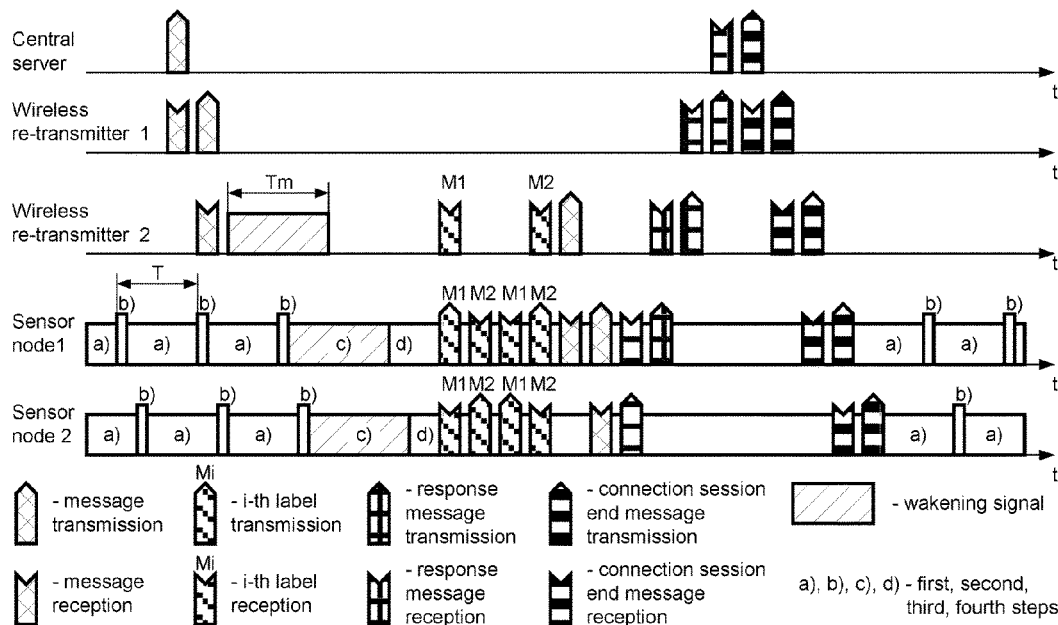 Central
server
t
Wireless
re-transmitter 1
t
Tm
M1
M2
Wireless
re-transmitter 2
t
T
b)
b)
b)
M1 M2 M1 M2
b)
b)
Sensor
node1
a)
a)
a)
c)
d)
a)
a)
t
b)
b)
b)
M1 M2 M1 M2
b)
Sensor
node 2
a)
a)
a)
c)
d)
a)
a)
t
- message
transmission
Mi
- i-th label
transmission
- response
message
transmission
- connection session
end message
transmission
- wakening signal
- message
reception
Mi
- i-th label
reception
- response
message
reception
- connection session
end message
reception
a), b), c), d) - first, second,
third, fourth steps